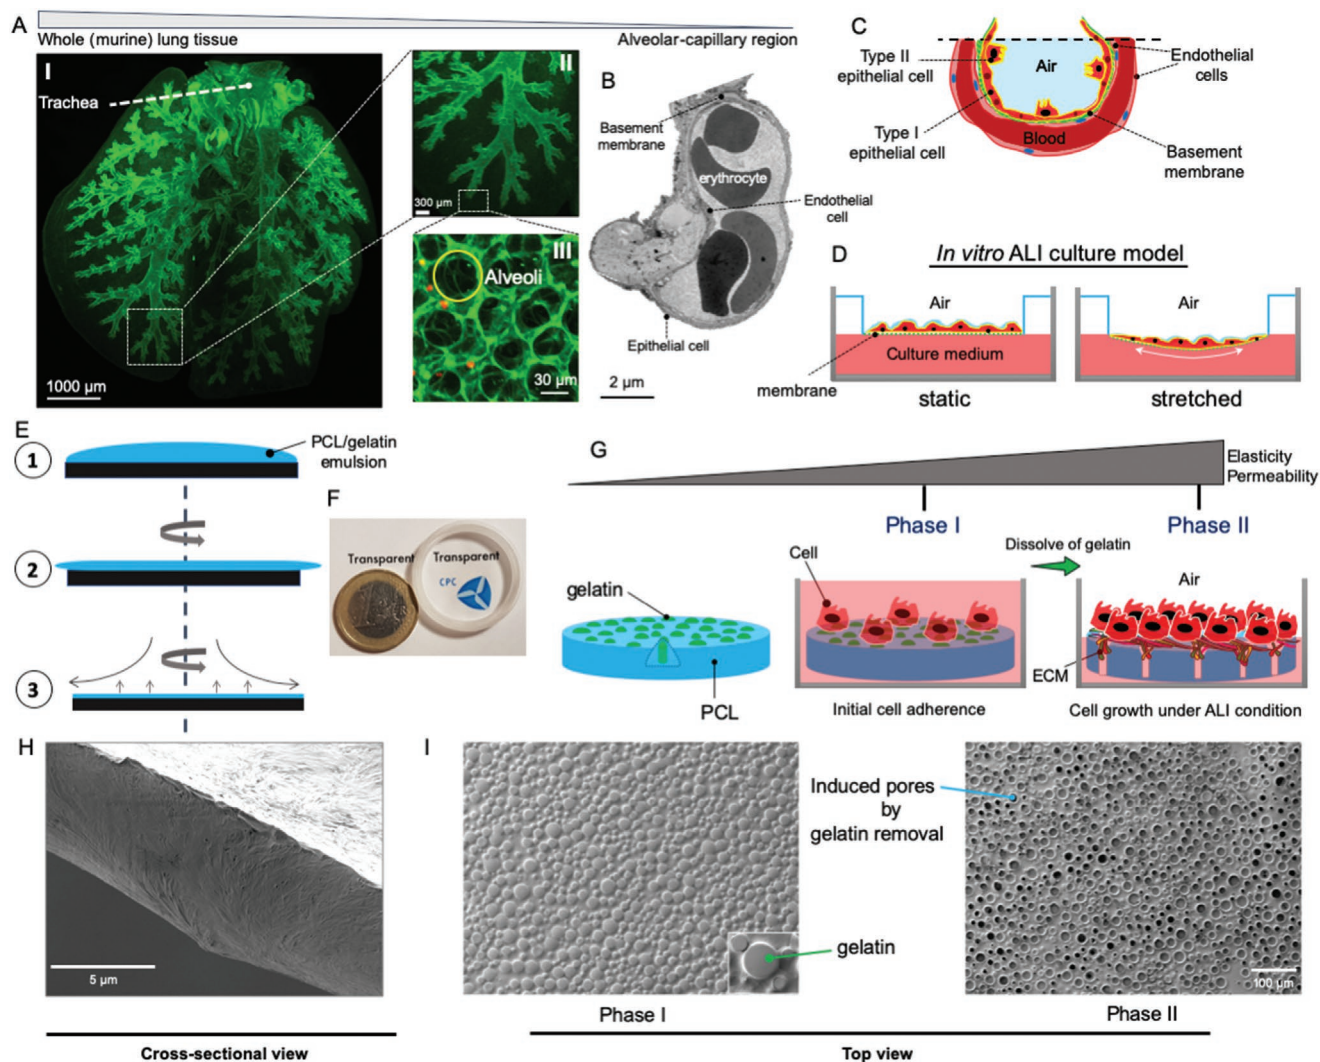 A
Whole (murine) lung tissue
Alveolar-capillary region
I
Trachea
1000 µm
II
300 µm
III
Alveoli
30 µm
B
Basement
membrane
erythrocyte
Endothelial
cell
Epithelial cell
2 µm
C
Type II
epithelial cell
Air
Endothelial
cells
Type I
epithelial cell
Blood
Basement
membrane
D
In vitro ALI culture model
Air
Culture medium
membrane
static
Air
stretched
E
1
PCL/gelatin
emulsion
2
3
F
Transparent
Transparent
CPC
G
Elasticity
Permeability
Phase I
Phase II
Dissolve of gelatin
gelatin
PCL
Cell
Initial cell adherence
Air
ECM
Cell growth under ALI condition
H
5 µm
Cross-sectional view
I
gelatin
Phase I
Induced pores
by
gelatin removal
100 µm
Phase II
Top view